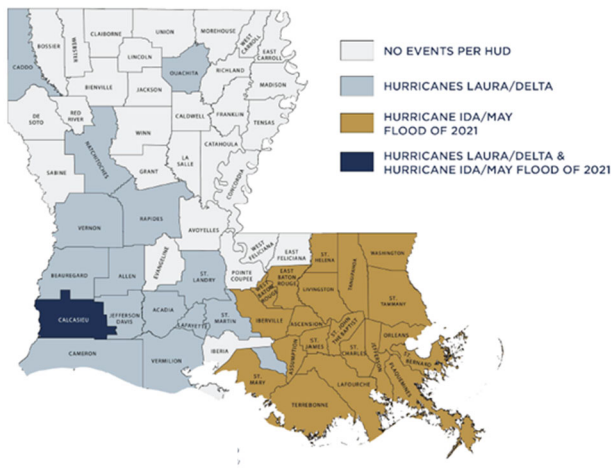 NO EVENTS PER HUD
HURRICANES LAURA/DELTA
HURRICANE IDA/MAY
FLOOD OF 2021
HURRICANES LAURA/DELTA &
HURRICANE IDA/MAY FLOOD OF 2021
CADDO
BOSSIER
WEBSTER
CLAIBORNE
UNION
MOREHOUSE
WEST
CARROLL
EAST
CARROLL
LINCOLN
OUACHITA
RICHLAND
MADISON
BIENVILLE
JACKSON
DE
SOTO
RED
RIVER
WINN
CALDWELL
FRANKLIN
TENSAS
NATCHITOCHES
LA
SALLE
CATAHOULA
SABINE
GRANT
CONCORDIA
VERNON
RAPIDES
AVOYELLES
WEST
FELICIANA
EAST
FELICIANA
ST.
HELENA
TANGIPAHOA
WASHINGTON
BEAUREGARD
ALLEN
EVANGELINE
ST.
LANDRY
POINTE
COUPEE
WEST
BATON
ROUGE
EAST
BATON
ROUGE
LIVINGSTON
ST.
TAMMANY
CALCASIEU
JEFFERSON
DAVIS
ACADIA
LAFAYETTE
ST.
MARTIN
IBERVILLE
ASCENSION
ST. JOHN
THE BAPTIST
ORLEANS
CAMERON
VERMILION
IBERIA
ASSUMPTION
ST.
JAMES
ST.
CHARLES
JEFFERSON
ST.
BERNARD
PLAQUEMINES
ST.
MARY
LAFOURCHE
TERREBONNE